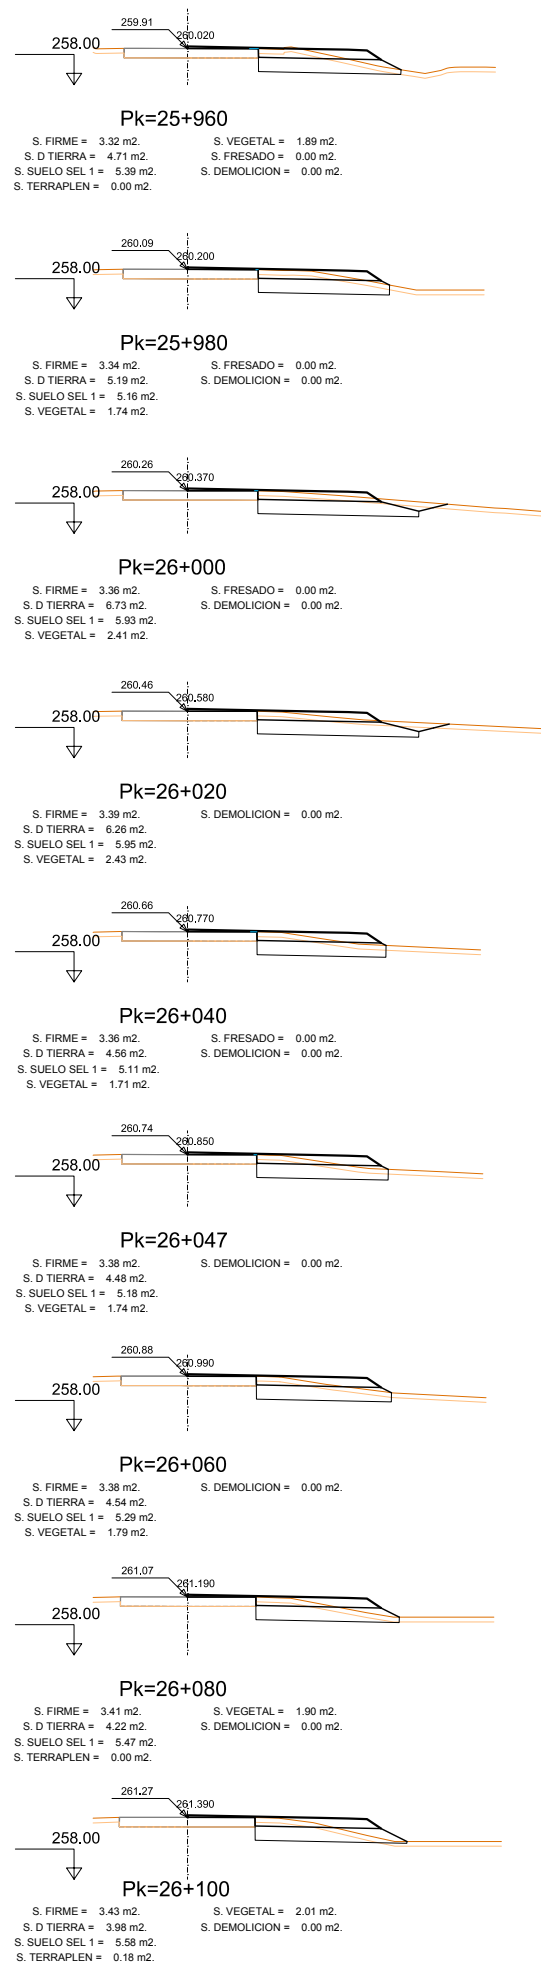 259.91
260.020
258.00
Pk=25+960
S. FIRME = 3.32 m2. S. VEGETAL = 1.89 m2.
S. D TIERRA = 4.71 m2. S. FRESADO = 0.00 m2.
S. SUELO SEL 1 = 5.39 m2. S. DEMOLICION = 0.00 m2.
S. TERRAPLEN = 0.00 m2.
260.09
260.200
258.00
Pk=25+980
S. FIRME = 3.34 m2. S. FRESADO = 0.00 m2.
S. D TIERRA = 5.19 m2. S. DEMOLICION = 0.00 m2.
S. SUELO SEL 1 = 5.16 m2.
S. VEGETAL = 1.74 m2.
260.26
260.370
258.00
Pk=26+000
S. FIRME = 3.36 m2. S. FRESADO = 0.00 m2.
S. D TIERRA = 6.73 m2. S. DEMOLICION = 0.00 m2.
S. SUELO SEL 1 = 5.93 m2.
S. VEGETAL = 2.41 m2.
260.46
260.580
258.00
Pk=26+020
S. FIRME = 3.39 m2. S. DEMOLICION = 0.00 m2.
S. D TIERRA = 6.26 m2.
S. SUELO SEL 1 = 5.95 m2.
S. VEGETAL = 2.43 m2.
260.66
260.770
258.00
Pk=26+040
S. FIRME = 3.36 m2. S. FRESADO = 0.00 m2.
S. D TIERRA = 4.56 m2. S. DEMOLICION = 0.00 m2.
S. SUELO SEL 1 = 5.11 m2.
S. VEGETAL = 1.71 m2.
260.74
260.850
258.00
Pk=26+047
S. FIRME = 3.38 m2. S. DEMOLICION = 0.00 m2.
S. D TIERRA = 4.48 m2.
S. SUELO SEL 1 = 5.18 m2.
S. VEGETAL = 1.74 m2.
260.88
260.990
258.00
Pk=26+060
S. FIRME = 3.38 m2. S. DEMOLICION = 0.00 m2.
S. D TIERRA = 4.54 m2.
S. SUELO SEL 1 = 5.29 m2.
S. VEGETAL = 1.79 m2.
261.07
261.190
258.00
Pk=26+080
S. FIRME = 3.41 m2. S. VEGETAL = 1.90 m2.
S. D TIERRA = 4.22 m2. S. DEMOLICION = 0.00 m2.
S. SUELO SEL 1 = 5.47 m2.
S. TERRAPLEN = 0.00 m2.
261.27
261.390
258.00
Pk=26+100
S. FIRME = 3.43 m2. S. VEGETAL = 2.01 m2.
S. D TIERRA = 3.98 m2. S. DEMOLICION = 0.00 m2.
S. SUELO SEL 1 = 5.58 m2.
S. TERRAPLEN = 0.18 m2.